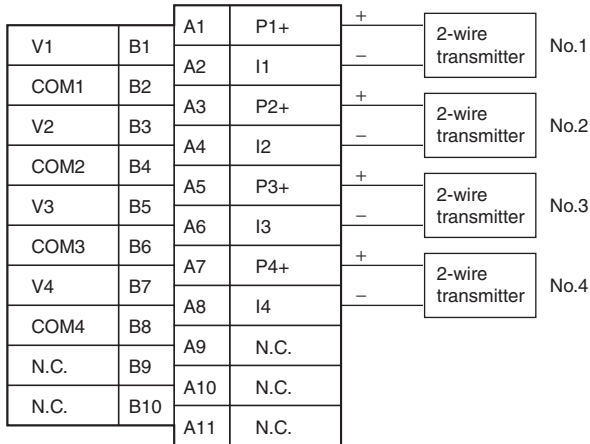 A1 P1+ +
2-wire
transmitter
No.1
V1 B1
A2 I1 −
COM1 B2
A3 P2+ +
2-wire
transmitter
No.2
V2 B3
A4 I2 −
COM2 B4
A5 P3+ +
2-wire
transmitter
No.3
V3 B5
A6 I3 −
COM3 B6
A7 P4+ +
2-wire
transmitter
No.4
V4 B7
A8 I4 −
COM4 B8
A9 N.C.
N.C. B9
A10 N.C.
N.C. B10
A11 N.C.